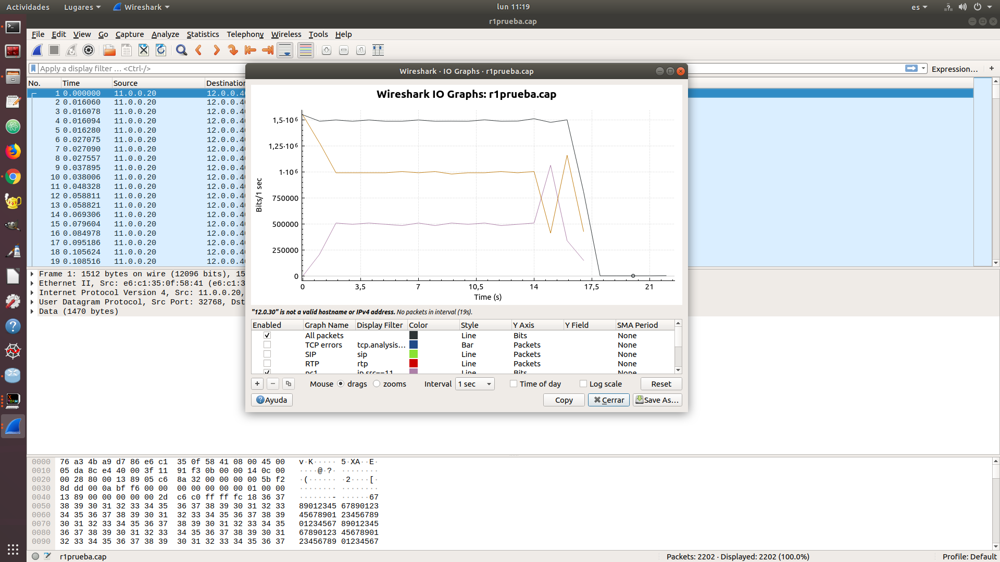 Actividades Lugares Wireshark lun 11:19 es
r1prueba.cap
File Edit View Go Capture Analyze Statistics Telephony Wireless Tools Help
Apply a display filter … <Ctrl-/> Expression… +
No. Time Source Destination
1 0.000000 11.0.0.20 12.0.0.4
2 0.016060 11.0.0.20 12.0.0.4
3 0.016078 11.0.0.20 12.0.0.4
4 0.016094 11.0.0.20 12.0.0.4
5 0.016280 11.0.0.20 12.0.0.4
6 0.027075 11.0.0.20 12.0.0.4
7 0.027090 11.0.0.20 12.0.0.4
8 0.027557 11.0.0.20 12.0.0.4
9 0.037895 11.0.0.20 12.0.0.4
10 0.038006 11.0.0.20 12.0.0.4
11 0.048328 11.0.0.20 12.0.0.4
12 0.058811 11.0.0.20 12.0.0.4
13 0.058821 11.0.0.20 12.0.0.4
14 0.069306 11.0.0.20 12.0.0.4
15 0.079604 11.0.0.20 12.0.0.4
16 0.084978 11.0.0.20 12.0.0.4
17 0.095186 11.0.0.20 12.0.0.4
18 0.105624 11.0.0.20 12.0.0.4
19 0.108516 11.0.0.20 12.0.0.4
Frame 1: 1512 bytes on wire (12096 bits), 15
Ethernet II, Src: e6:c1:35:0f:58:41 (e6:c1:3
Internet Protocol Version 4, Src: 11.0.0.20,
User Datagram Protocol, Src Port: 32768, Dst
Data (1470 bytes)
Wireshark · IO Graphs · r1prueba.cap
Wireshark IO Graphs: r1prueba.cap
1,5·10⁶
1,25·10⁶
1·10⁶
750000
500000
250000
0
Bits/1 sec
0 3,5 7 10,5 14 17,5 21
Time (s)
"12.0.30" is not a valid hostname or IPv4 address. No packets in interval (19s).
Enabled Graph Name Display Filter Color Style Y Axis Y Field SMA Period
All packets Line Bits None
TCP errors tcp.analysis… Bar Packets None
SIP sip Line Packets None
RTP rtp Line Packets None
pc1 ip.src==11 Line Bits None
+ − Mouse drags zooms Interval 1 sec Time of day Log scale Reset
Ayuda Copy Cerrar Save As…
0000 76 a3 4b a9 d7 86 e6 c1 35 0f 58 41 08 00 45 00 v·K·····5·XA··E·
0010 05 da 8c e4 40 00 3f 11 91 f3 0b 00 00 14 0c 00 ····@·?·········
0020 00 28 80 00 13 89 05 c6 8a 32 00 00 00 00 5b f2 ·(·······2····[·
0030 8d dd 00 0a bf f6 00 00 00 00 00 00 00 01 00 00 ················
0040 13 89 00 00 00 00 00 2d c6 c0 ff ff fc 18 36 37 ·······-······67
0050 38 39 30 31 32 33 34 35 36 37 38 39 30 31 32 33 89012345 67890123
0060 34 35 36 37 38 39 30 31 32 33 34 35 36 37 38 39 45678901 23456789
0070 30 31 32 33 34 35 36 37 38 39 30 31 32 33 34 35 01234567 89012345
0080 36 37 38 39 30 31 32 33 34 35 36 37 38 39 30 31 67890123 45678901
0090 32 33 34 35 36 37 38 39 30 31 32 33 34 35 36 37 23456789 01234567
r1prueba.cap Packets: 2202 · Displayed: 2202 (100.0%) Profile: Default